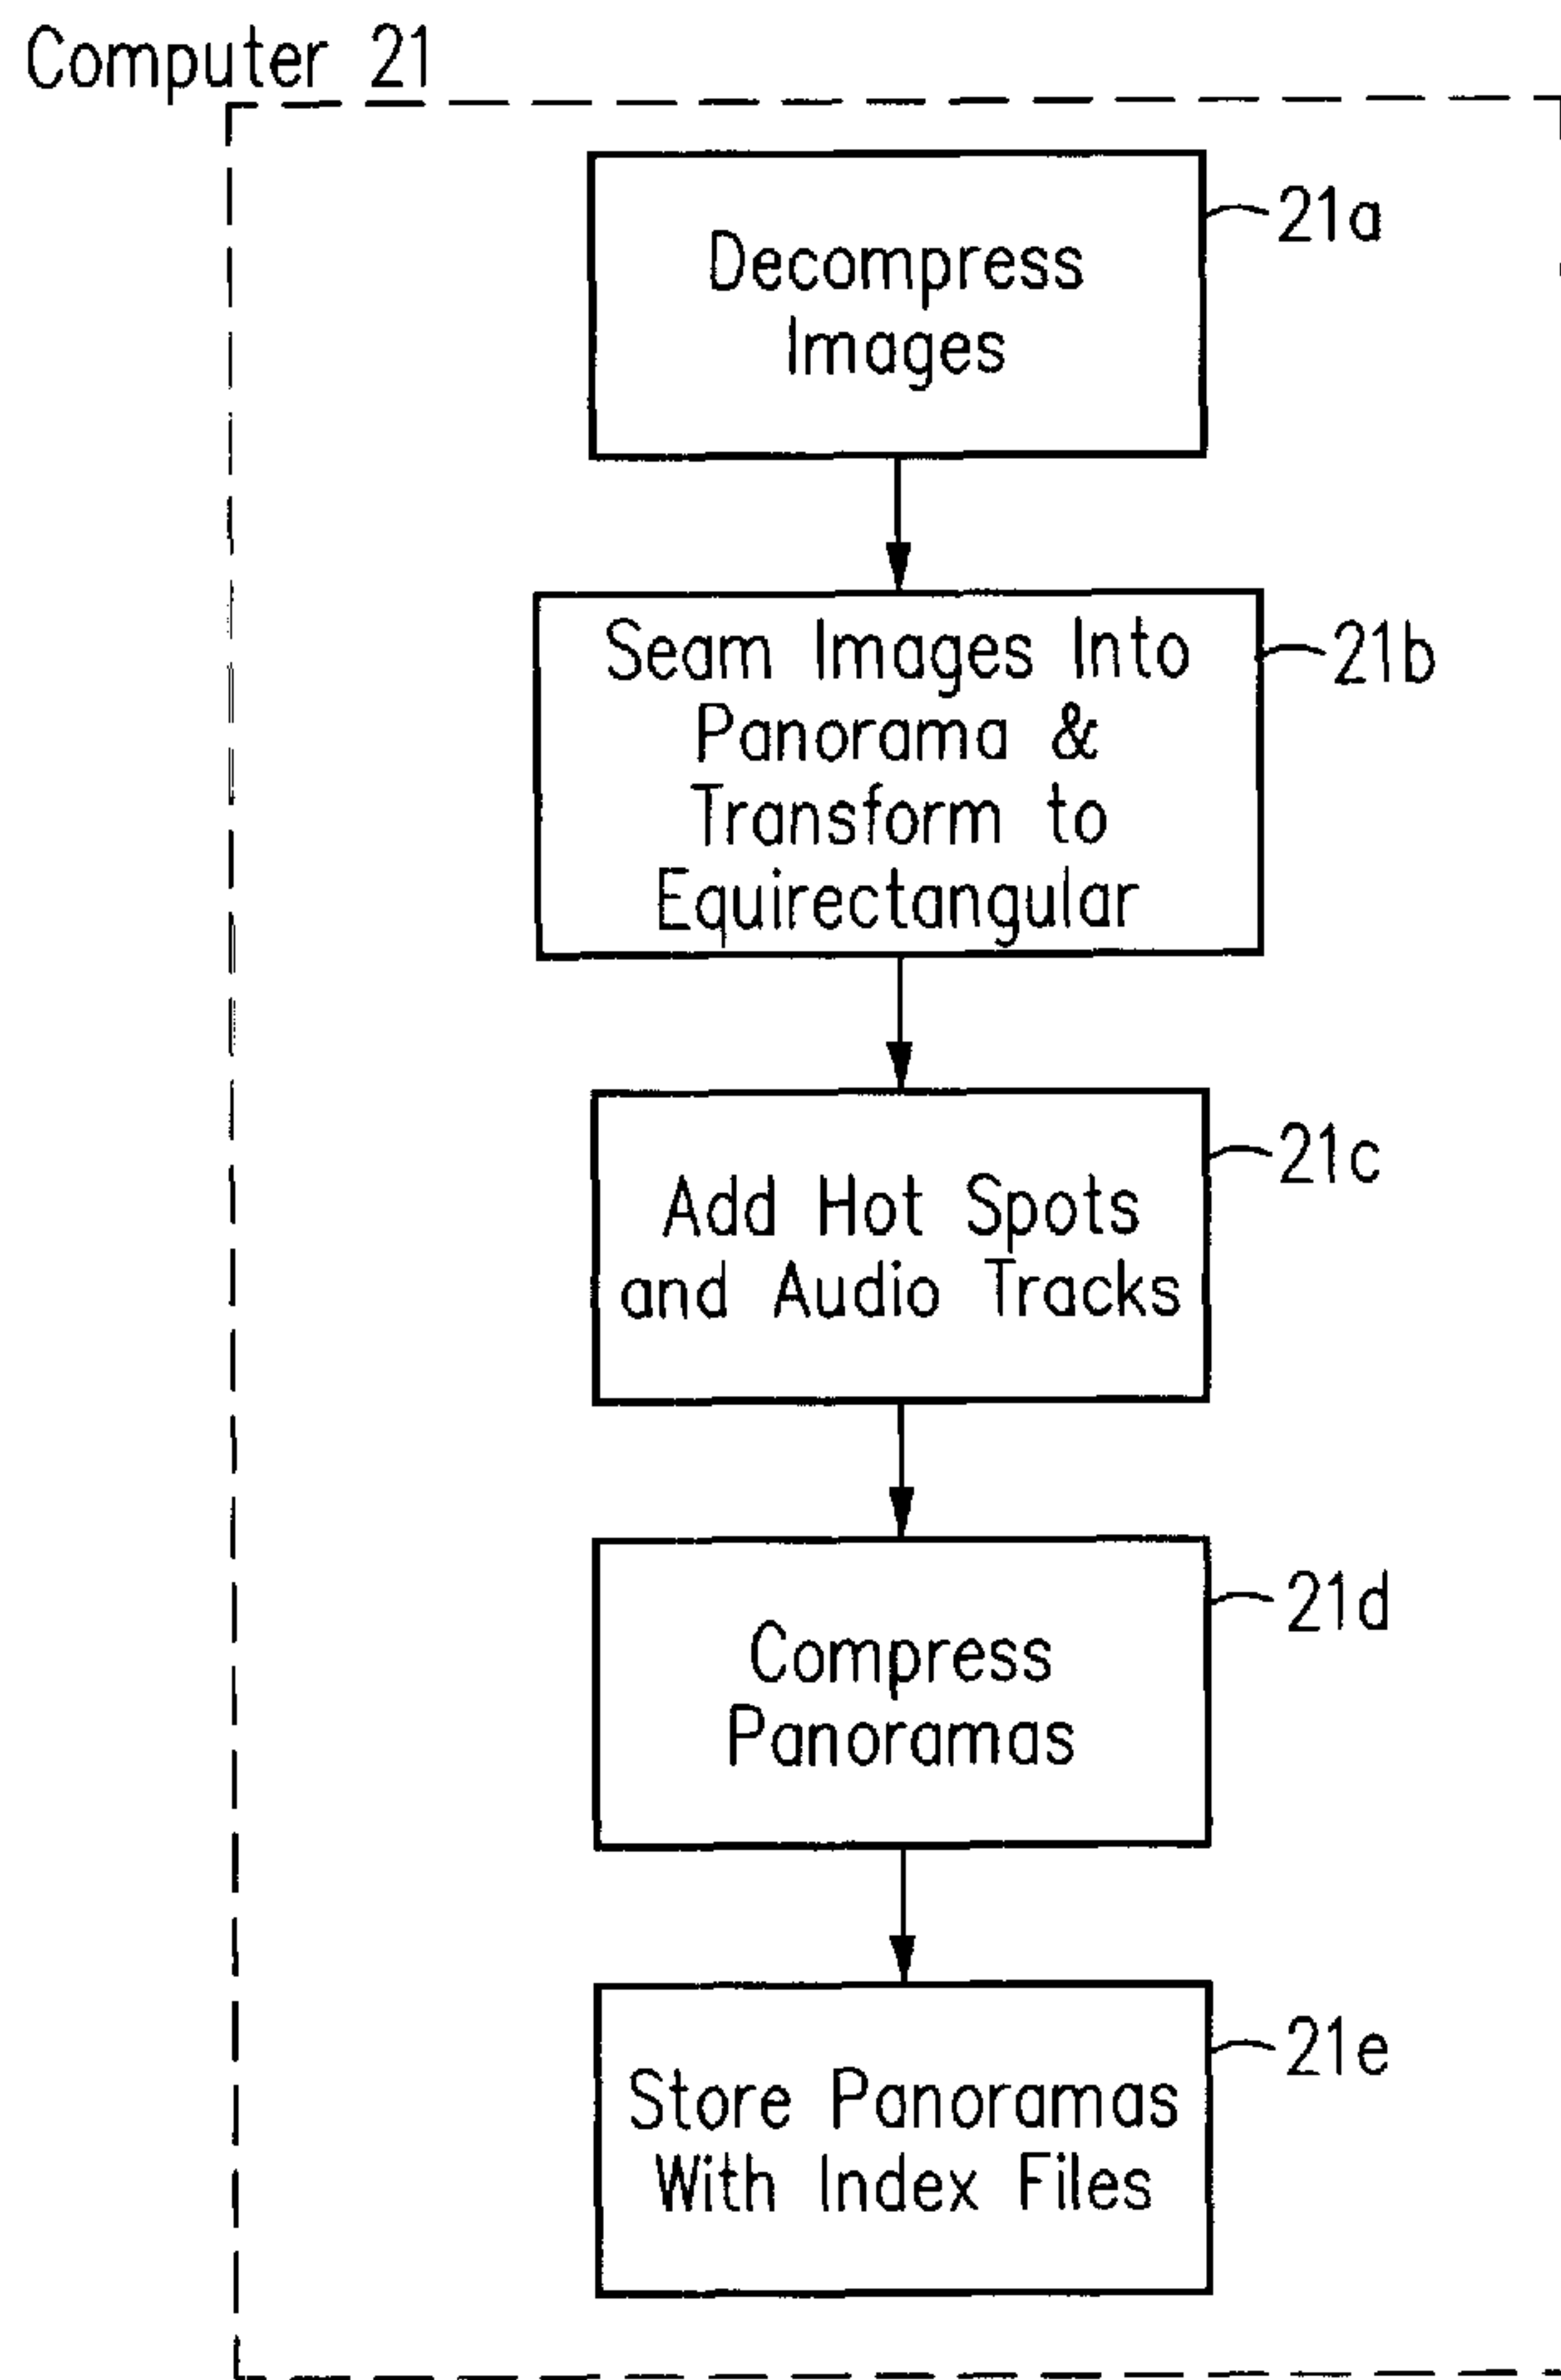 Computer 21
Decompress
Images
21a
Seam Images Into
Panorama &
Transform to
Equirectangular
21b
Add Hot Spots
and Audio Tracks
21c
Compress
Panoramas
21d
Store Panoramas
With Index Files
21e